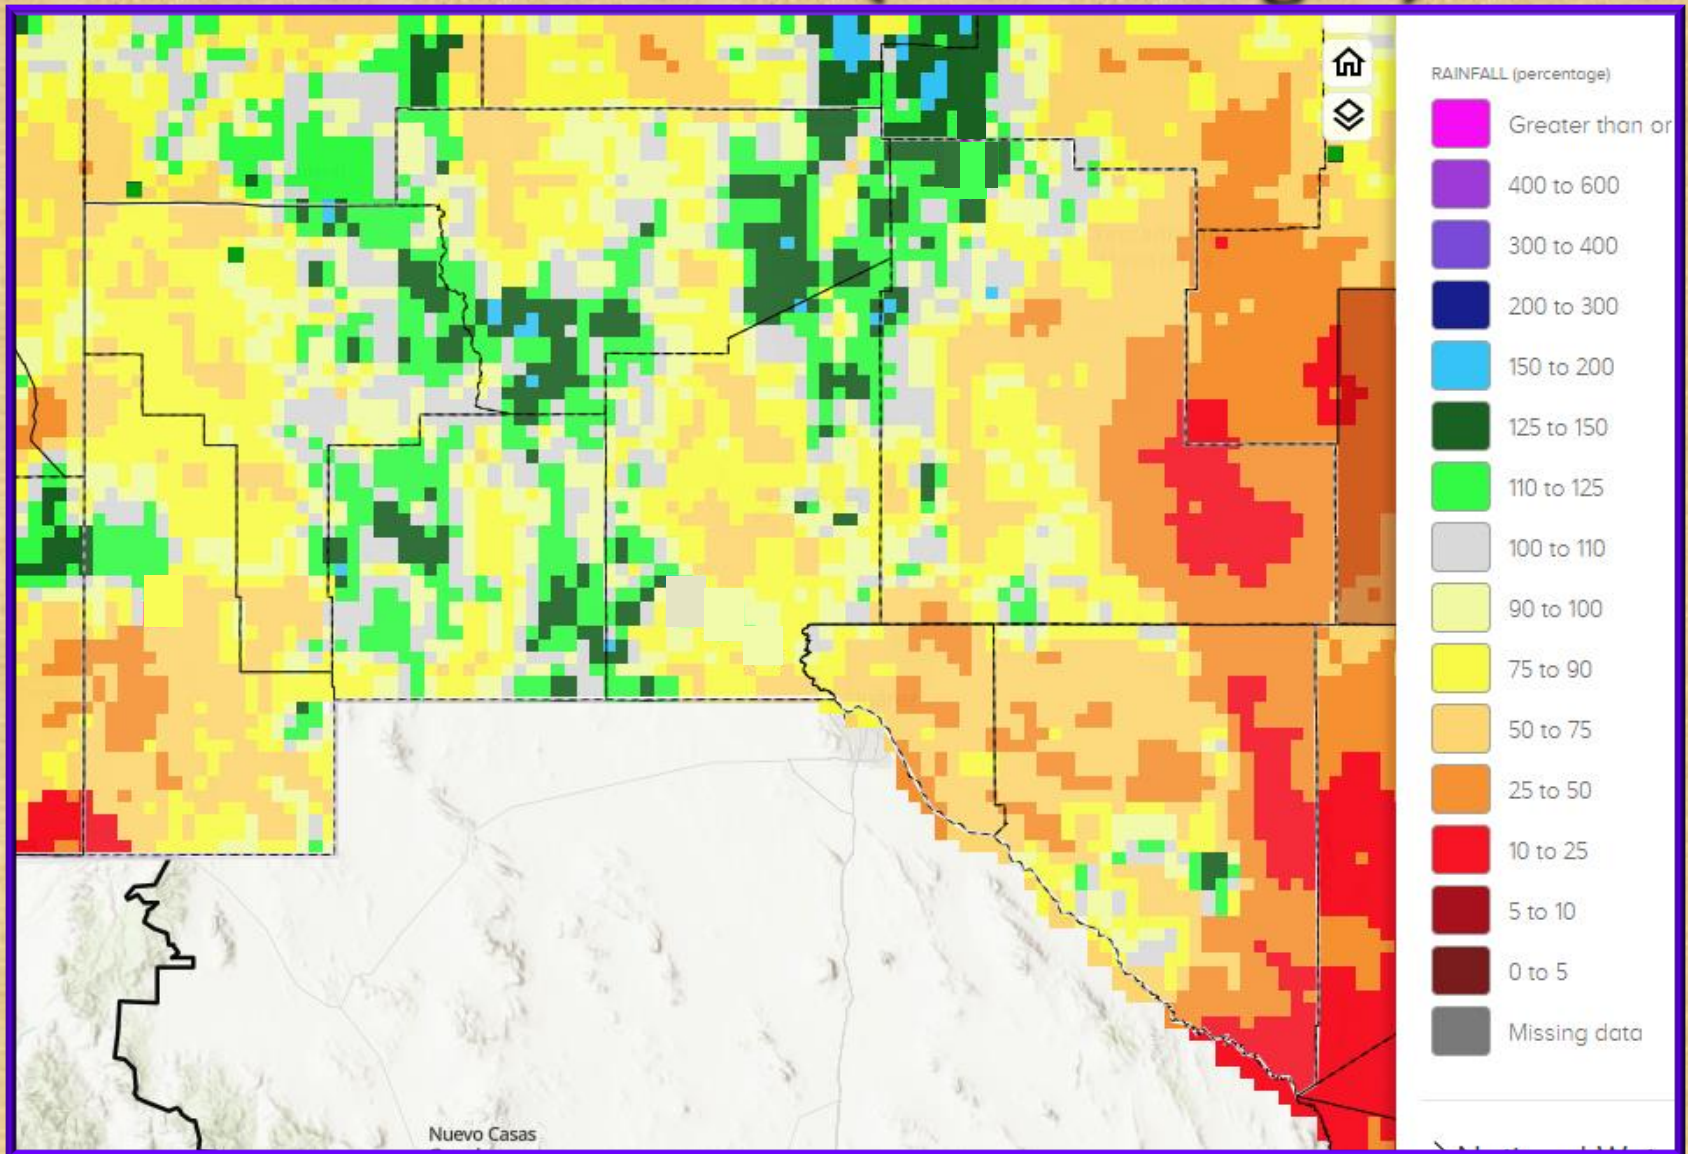 RAINFALL (percentage)
Greater than or
400 to 600
300 to 400
200 to 300
150 to 200
125 to 150
110 to 125
100 to 110
90 to 100
75 to 90
50 to 75
25 to 50
10 to 25
5 to 10
0 to 5
Missing data
Nuevo Casas